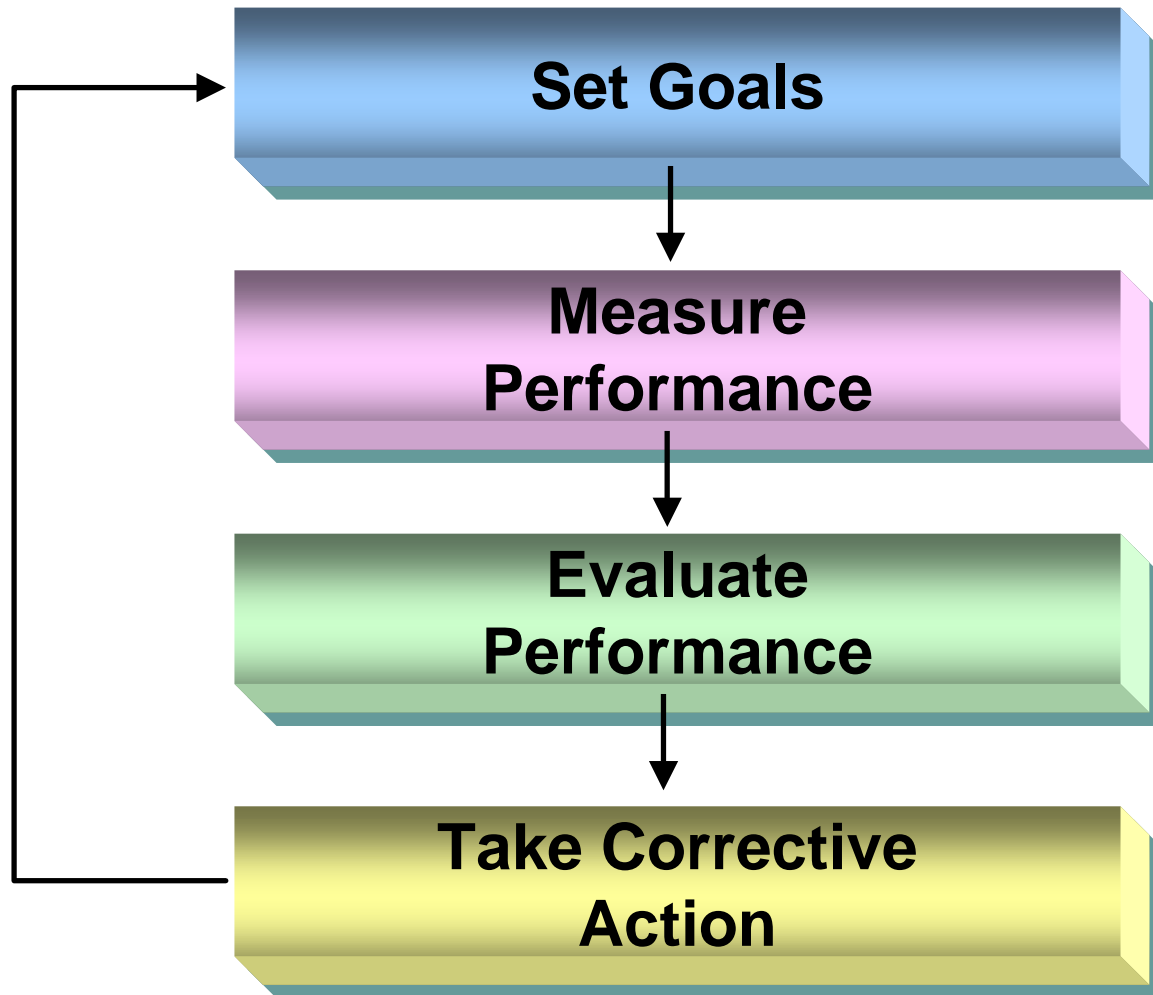 Set Goals
Measure
Performance
Evaluate
Performance
Take Corrective
Action